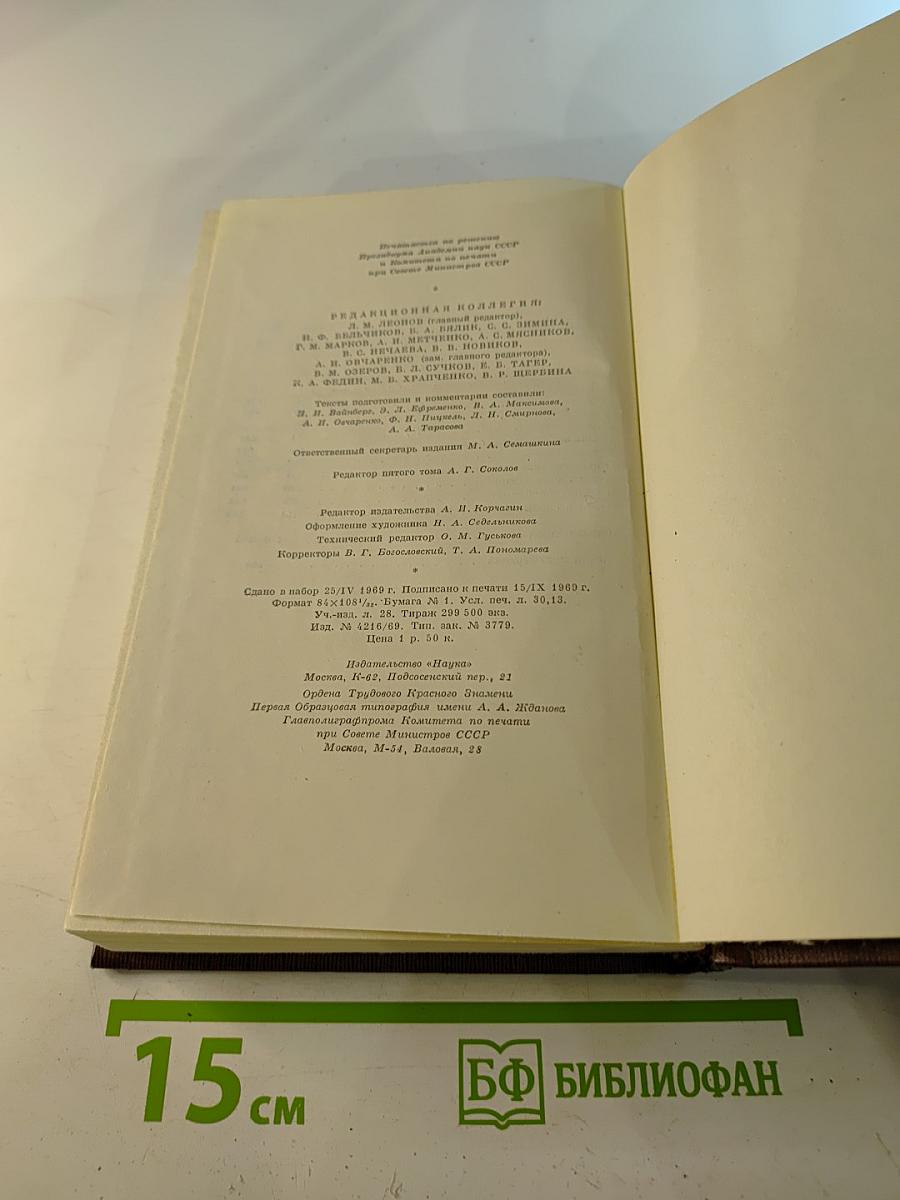 Печатается по решению
Президиума Академии наук СССР
и Комитета по печати
при Совете Министров СССР
*
РЕДАКЦИОННАЯ КОЛЛЕГИЯ:
Л. М. ЛЕОНОВ (главный редактор),
Н. Ф. БЕЛЬЧИКОВ, Б. А. БЯЛИК, С. С. ЗИМИНА,
Г. М. МАРКОВ, А. И. МЕТЧЕНКО, А. С. МЯСНИКОВ,
В. С. НЕЧАЕВА, В. В. НОВИКОВ,
А. И. ОВЧАРЕНКО (зам. главного редактора),
В. М. ОЗЕРОВ, Б. Л. СУЧКОВ, Е. Б. ТАГЕР,
К. А. ФЕДИН, М. Б. ХРАПЧЕНКО, В. Р. ЩЕРБИНА
Тексты подготовили и комментарии составили:
И. И. Вайнберг, Э. Л. Ефременко, В. А. Максимова,
А. И. Овчаренко, Ф. Н. Пицкель, Л. Н. Смирнова,
А. А. Тарасова
Ответственный секретарь издания М. А. Семашкина
Редактор пятого тома А. Г. Соколов
*
Редактор издательства А. И. Корчагин
Оформление художника Н. А. Седельникова
Технический редактор О. М. Гуськова
Корректоры В. Г. Богословский, Т. А. Пономарева
*
Сдано в набор 25/IV 1969 г. Подписано к печати 15/IX 1969 г.
Формат 84×108¹/₃₂. Бумага № 1. Усл. печ. л. 30,13.
Уч.-изд. л. 28. Тираж 299 500 экз.
Изд. № 4216/69. Тип. зак. № 3779.
Цена 1 р. 50 к.
Издательство «Наука»
Москва, К-62, Подсосенский пер., 21
Ордена Трудового Красного Знамени
Первая Образцовая типография имени А. А. Жданова
Главполиграфпрома Комитета по печати
при Совете Министров СССР
Москва, М-54, Валовая, 28
15 см
БФ БИБЛИОФАН